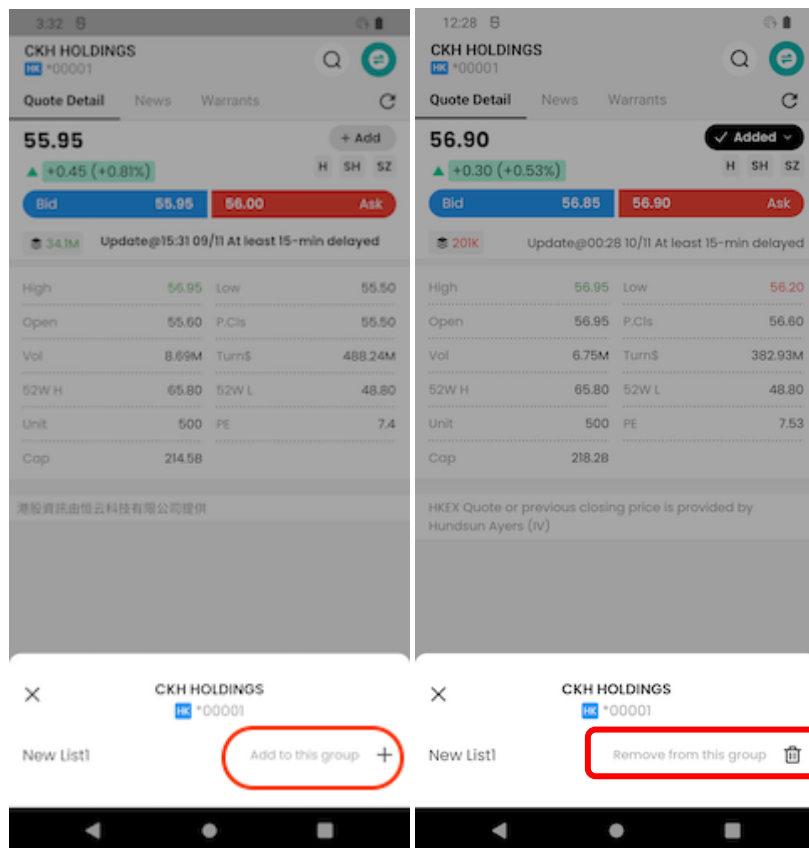 3:32
CKH HOLDINGS
HK *00001
Quote Detail News Warrants
55.95 + Add
+0.45 (+0.81%) H SH SZ
Bid 55.95 56.00 Ask
34.1M Update@15:31 09/11 At least 15-min delayed
High 56.95 Low 55.50
Open 55.60 P.Cls 55.50
Vol 8.69M Turn$ 488.24M
52W H 65.80 52W L 48.80
Unit 500 PE 7.4
Cap 214.5B
港股資訊由恒云科技有限公司提供
CKH HOLDINGS
HK *00001
New List1 Add to this group +
12:28
CKH HOLDINGS
HK *00001
Quote Detail News Warrants
56.90 Added
+0.30 (+0.53%) H SH SZ
Bid 56.85 56.90 Ask
201K Update@00:28 10/11 At least 15-min delayed
High 56.95 Low 56.20
Open 56.95 P.Cls 56.60
Vol 6.75M Turn$ 382.93M
52W H 65.80 52W L 48.80
Unit 500 PE 7.53
Cap 218.2B
HKEX Quote or previous closing price is provided by
Hundsun Ayers (IV)
CKH HOLDINGS
HK *00001
New List1 Remove from this group